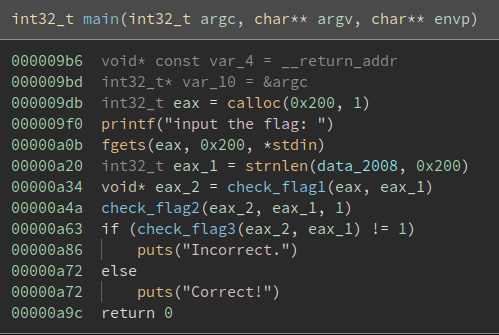 int32_t main(int32_t argc, char** argv, char** envp)
000009b6 void* const var_4 = __return_addr
000009bd int32_t* var_10 = &argc
000009db int32_t eax = calloc(0x200, 1)
000009f0 printf("input the flag: ")
00000a0b fgets(eax, 0x200, *stdin)
00000a20 int32_t eax_1 = strnlen(data_2008, 0x200)
00000a34 void* eax_2 = check_flag1(eax, eax_1)
00000a4a check_flag2(eax_2, eax_1, 1)
00000a63 if (check_flag3(eax_2, eax_1) != 1)
00000a86 puts("Incorrect.")
00000a72 else
00000a72 puts("Correct!")
00000a9c return 0